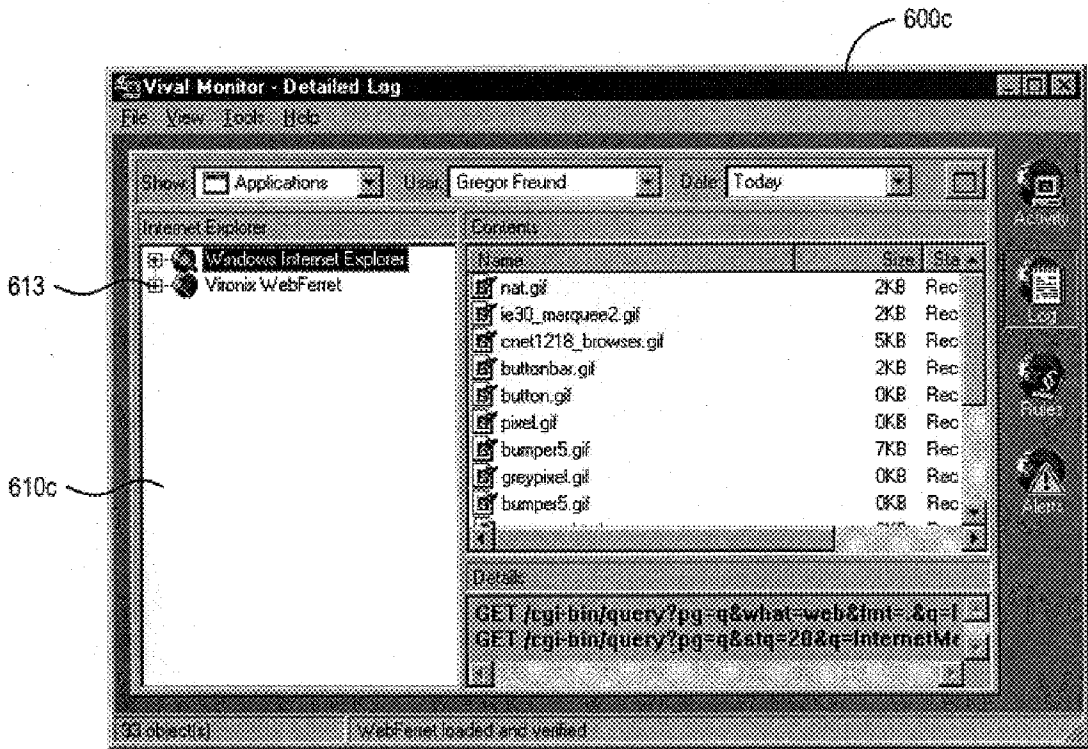 600c
Vival Monitor - Detailed Log
File View Tools Help
Show: Applications User: Gregor Freund Date: Today
Activity
Internet Explorer
Contents
Windows Internet Explorer
Name Size Sta
613
Vironix WebFerret
nat.gif 2KB Rec
ie30_marquee2.gif 2KB Rec
Log
cnet1218_browser.gif 5KB Rec
buttonbar.gif 2KB Rec
button.gif 0KB Rec
pixel.gif 0KB Rec
Rules
bumper5.gif 7KB Rec
greypixel.gif 0KB Rec
610c
bumper5.gif 0KB Rec
Alerts
Details
GET /cgi-bin/query?pg=q&what=web&fmt=.&q=I
GET /cgi-bin/query?pg=q&stq=20&q=InternetMe
33 object(s) WebFerret loaded and verified